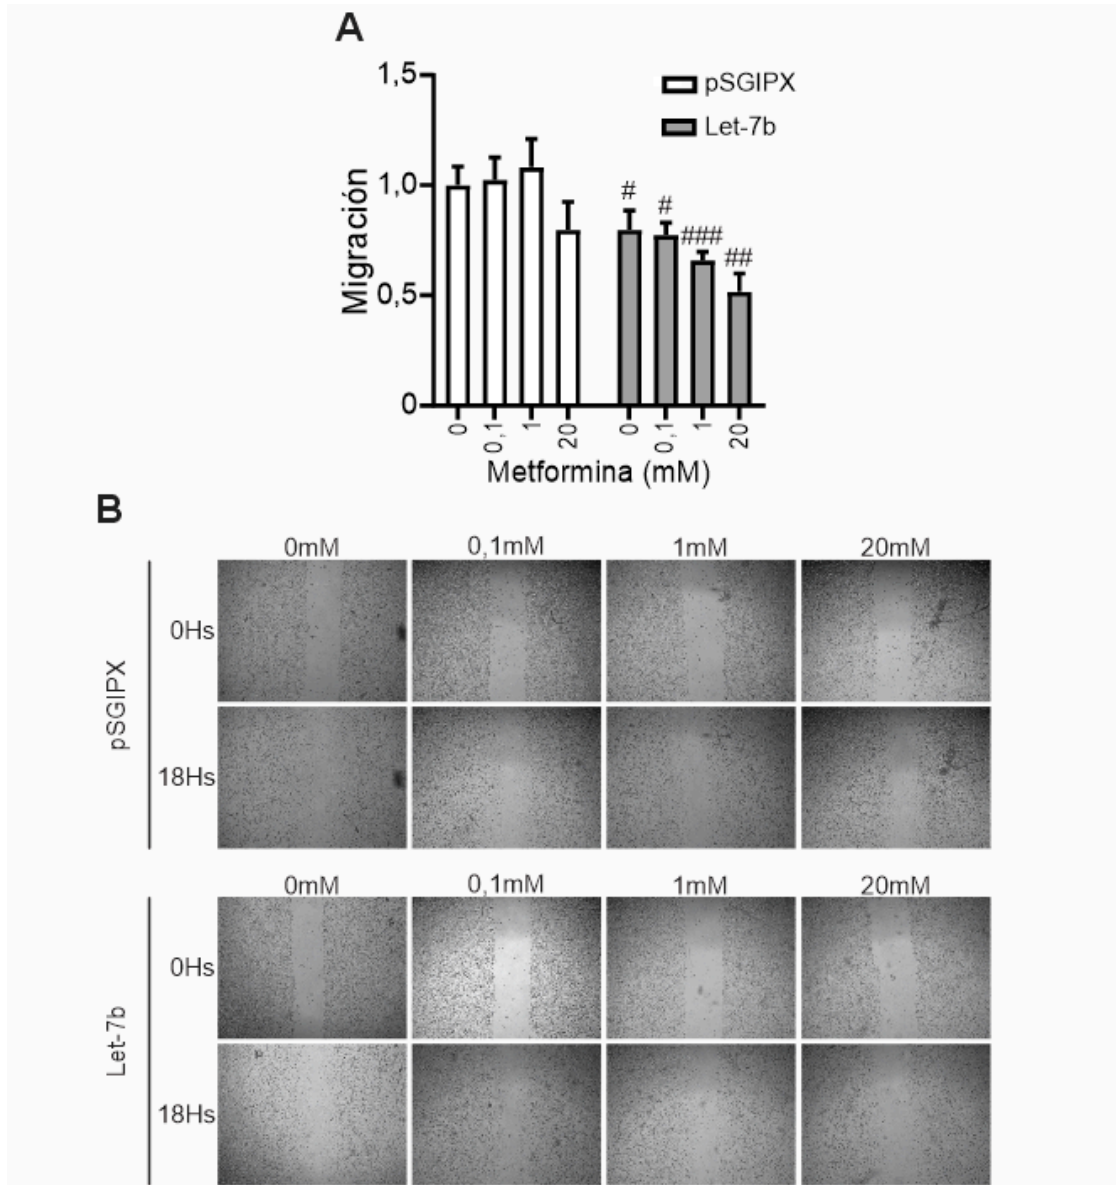 A
1,5
1,0
0,5
0
Migración
pSGIPX
Let-7b
#
#
###
##
0 0,1 1 20 0 0,1 1 20
Metformina (mM)
B
0mM 0,1mM 1mM 20mM
pSGIPX
0Hs
18Hs
0mM 0,1mM 1mM 20mM
Let-7b
0Hs
18Hs